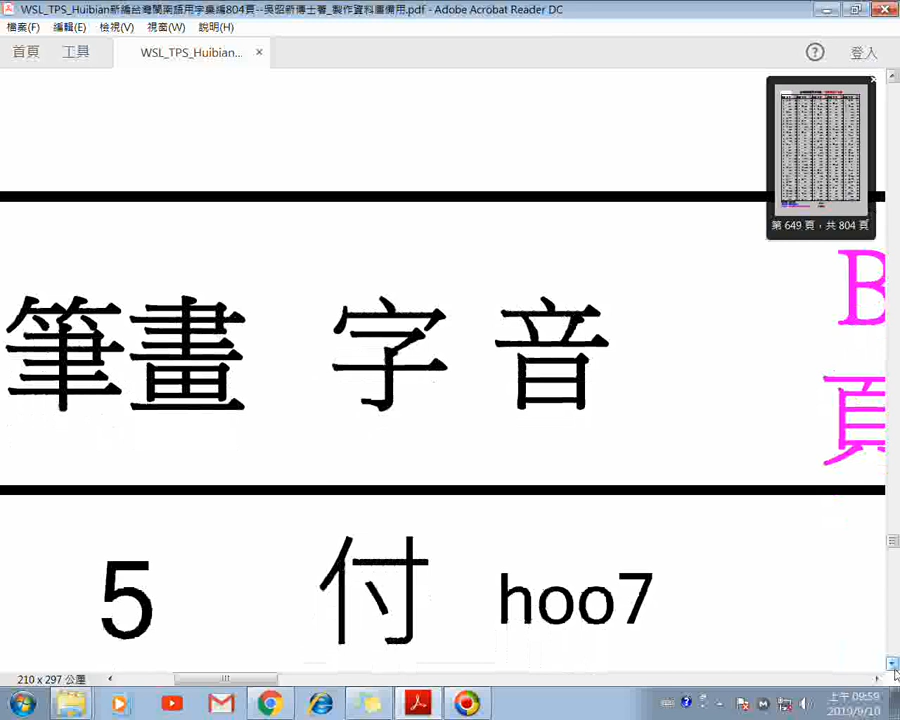 WSL_TPS_Huibian新編台灣閩南語用字彙編804頁--吳昭新博士著_製作資料庫備用.pdf - Adobe Acrobat Reader DC
檔案(F) 編輯(E) 檢視(V) 視窗(W) 說明(H)
首頁 工具 WSL_TPS_Huibian... × ? 登入
第 649 頁，共 804 頁
筆畫 字 音 B
頁
5 付 hoo7
210 x 297 公厘
上午 09:59
2019/9/10